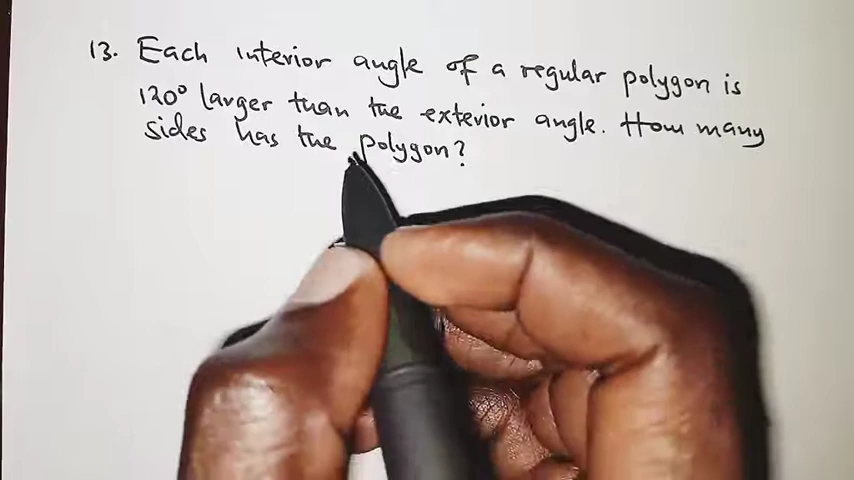 13. Each interior angle of a regular polygon is
120° larger than the exterior angle. How many
sides has the polygon?